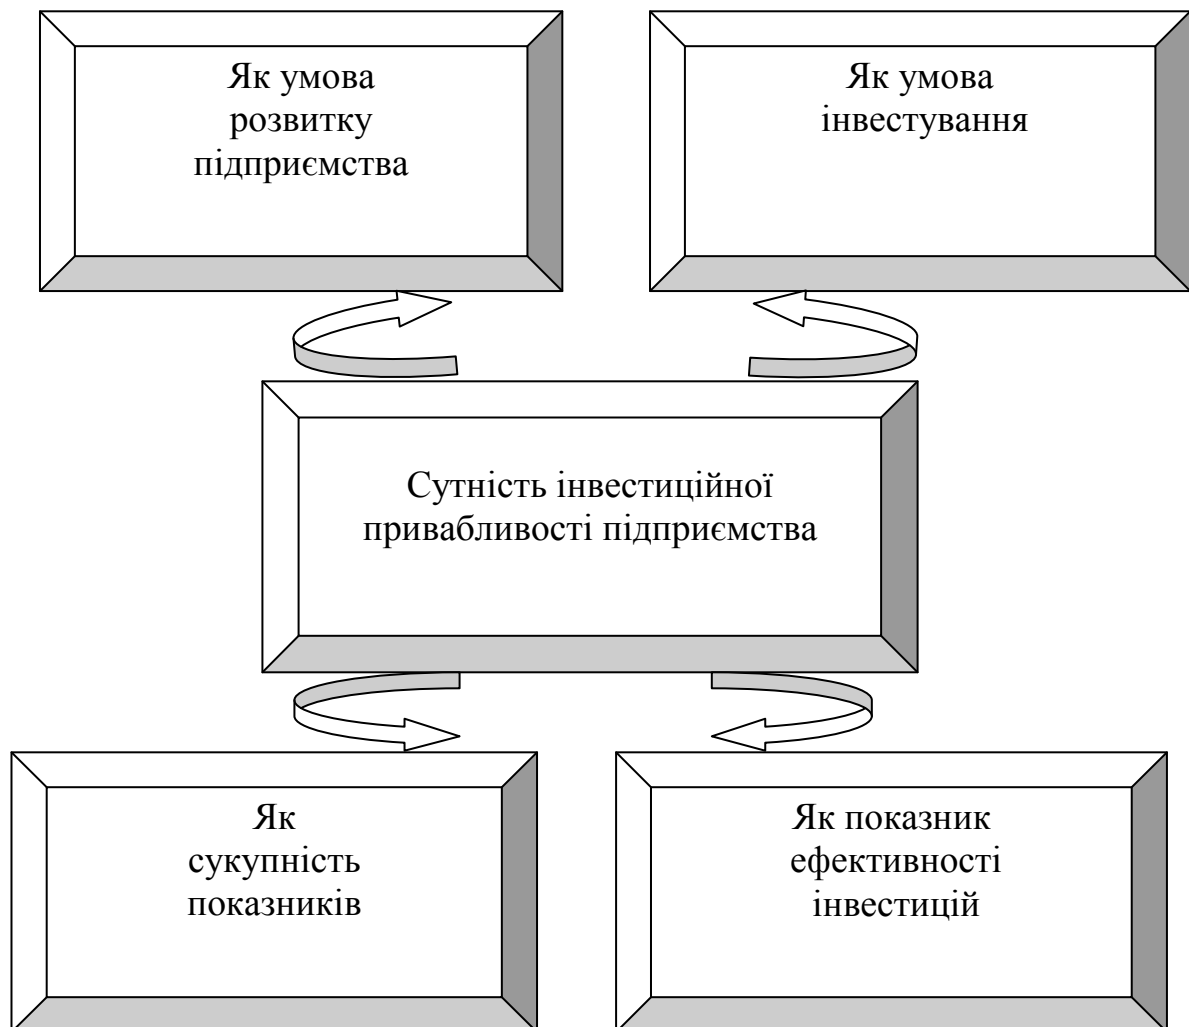 Як умова
розвитку
підприємства
Як умова
інвестування
Сутність інвестиційної
привабливості підприємства
Як
сукупність
показників
Як показник
ефективності
інвестицій